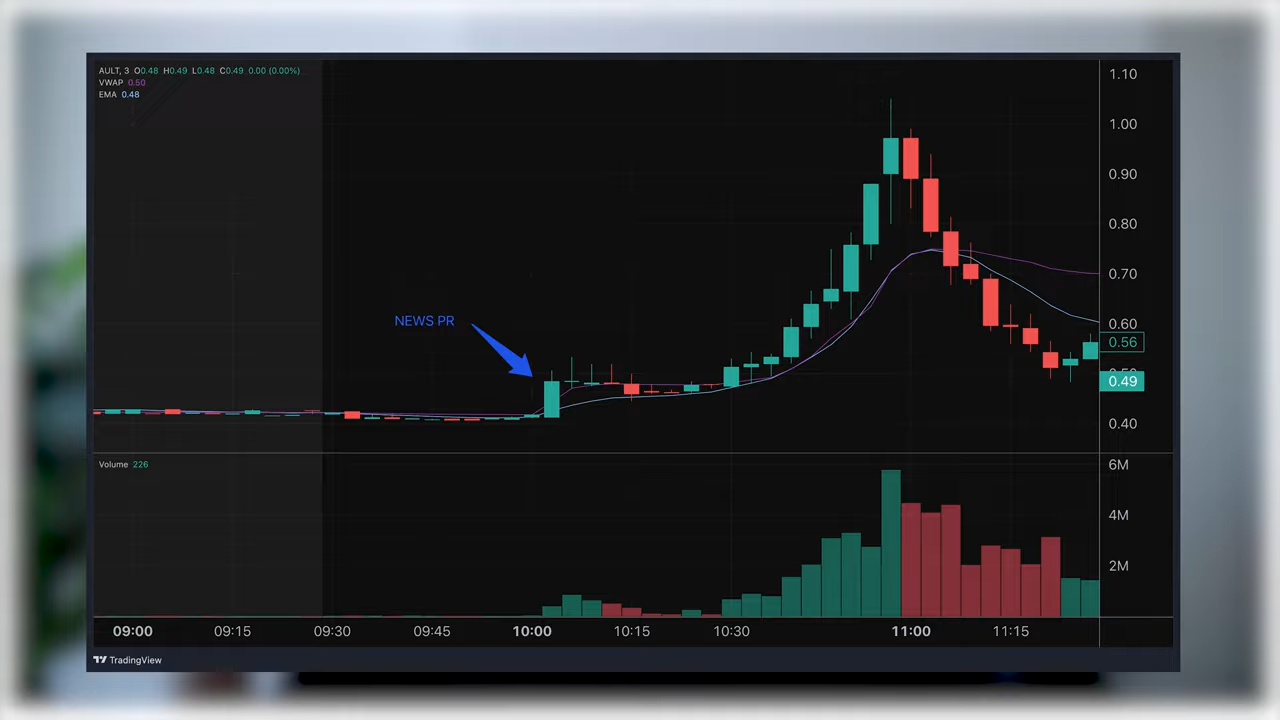 AULT, 3 O0.48 H0.49 L0.48 C0.49 0.00 (0.00%)
VWAP 0.50
EMA 0.48
1.10
1.00
0.90
0.80
0.70
0.60
0.56
0.49
0.40
NEWS PR
Volume 226
6M
4M
2M
09:00 09:15 09:30 09:45 10:00 10:15 10:30 11:00 11:15
TradingView